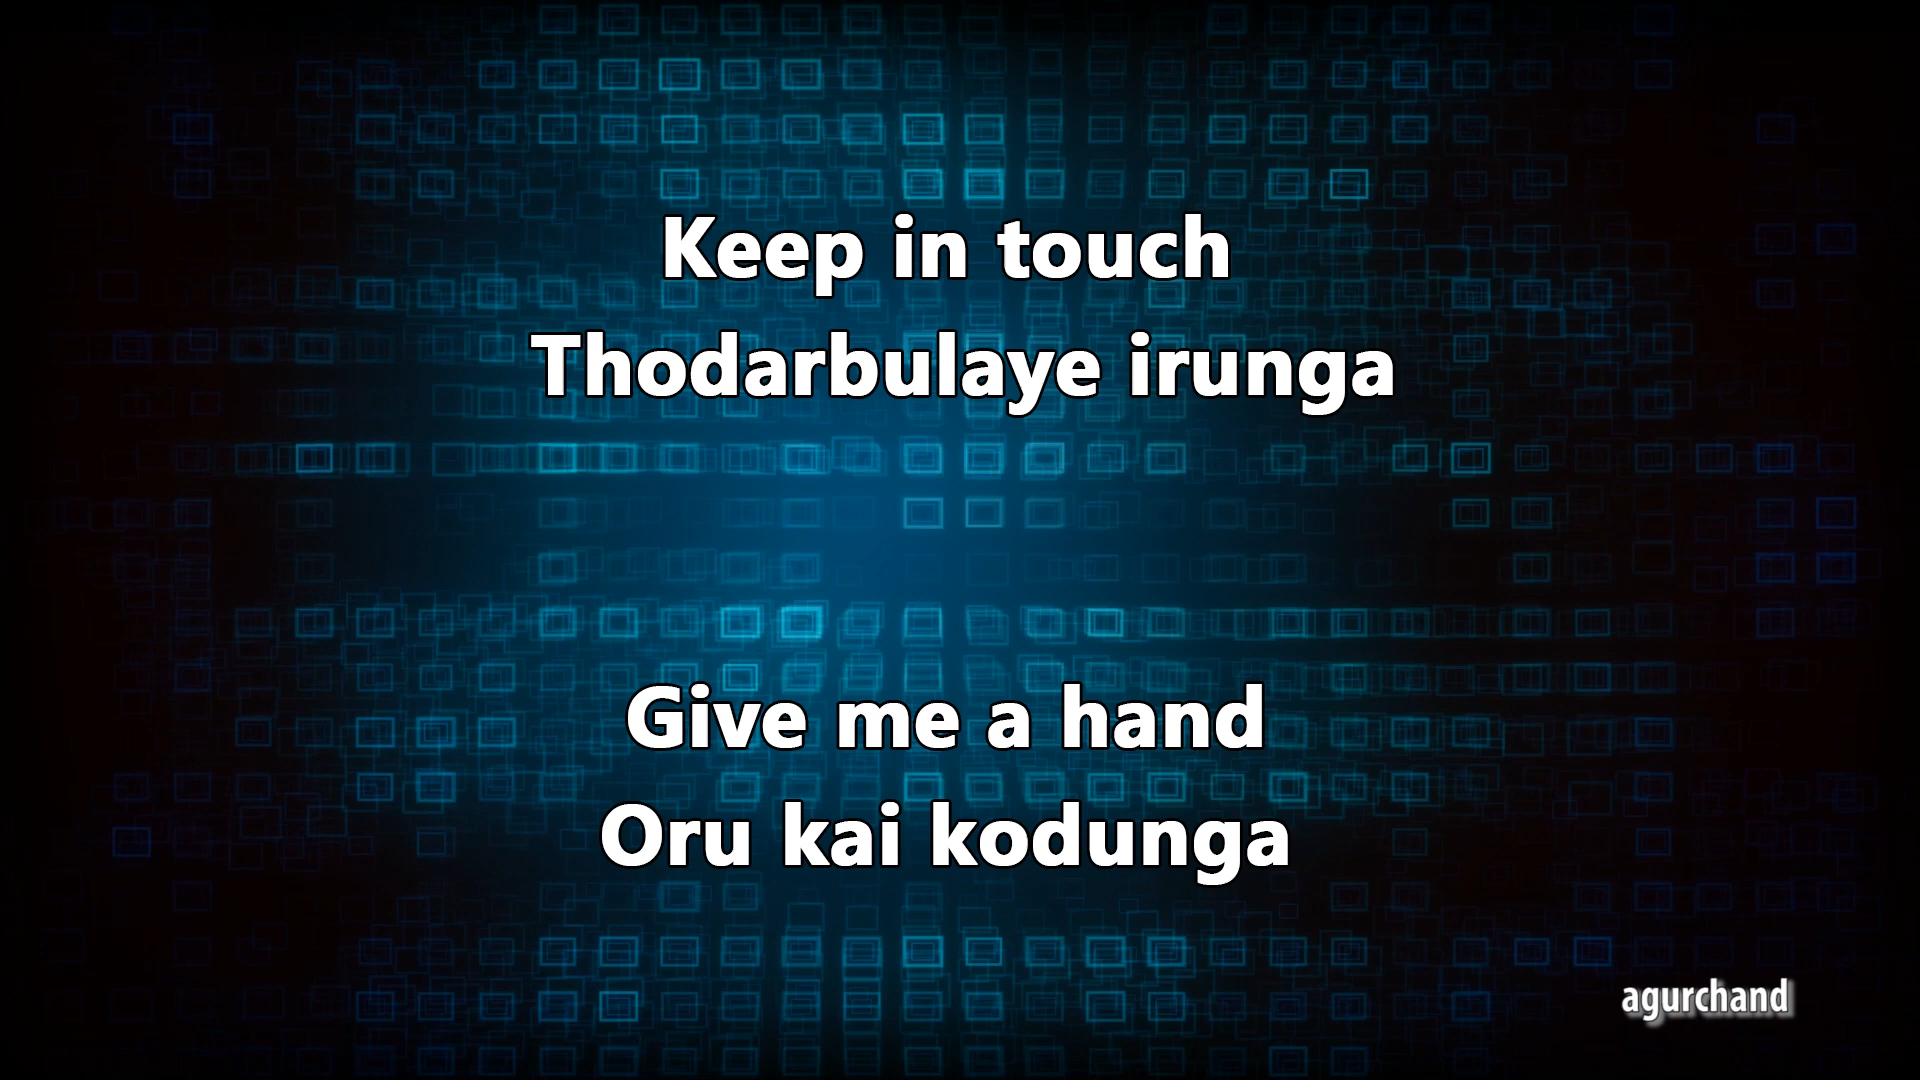 Keep in touch
Thodarbulaye irunga
Give me a hand
Oru kai kodunga
agurchand